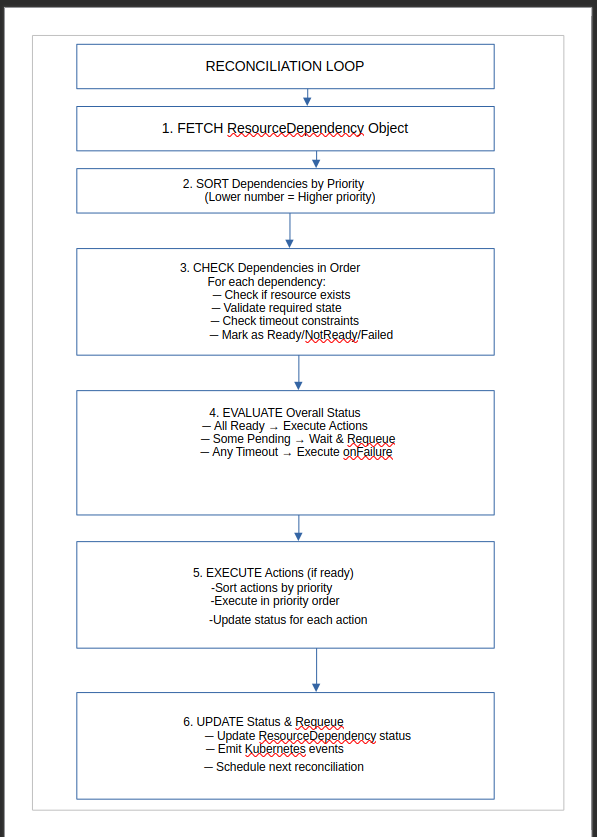 RECONCILIATION LOOP
1. FETCH ResourceDependency Object
2. SORT Dependencies by Priority
(Lower number = Higher priority)
3. CHECK Dependencies in Order
For each dependency:
─ Check if resource exists
─ Validate required state
─ Check timeout constraints
─ Mark as Ready/NotReady/Failed
4. EVALUATE Overall Status
─ All Ready → Execute Actions
─ Some Pending → Wait & Requeue
─ Any Timeout → Execute onFailure
5. EXECUTE Actions (if ready)
-Sort actions by priority
-Execute in priority order
-Update status for each action
6. UPDATE Status & Requeue
─ Update ResourceDependency status
─ Emit Kubernetes events
─ Schedule next reconciliation